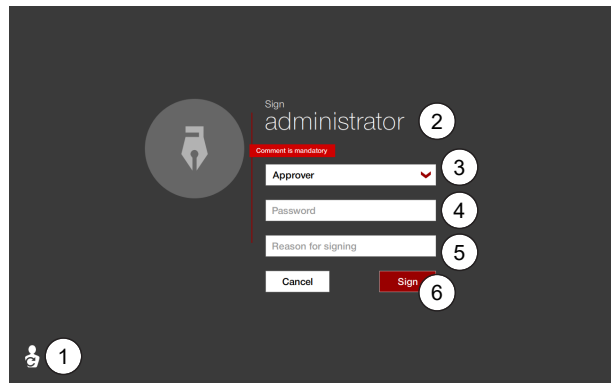 Sign
administrator
2
Comment is mandatory
Approver
3
Password
4
Reason for signing
5
Cancel
Sign
6
1